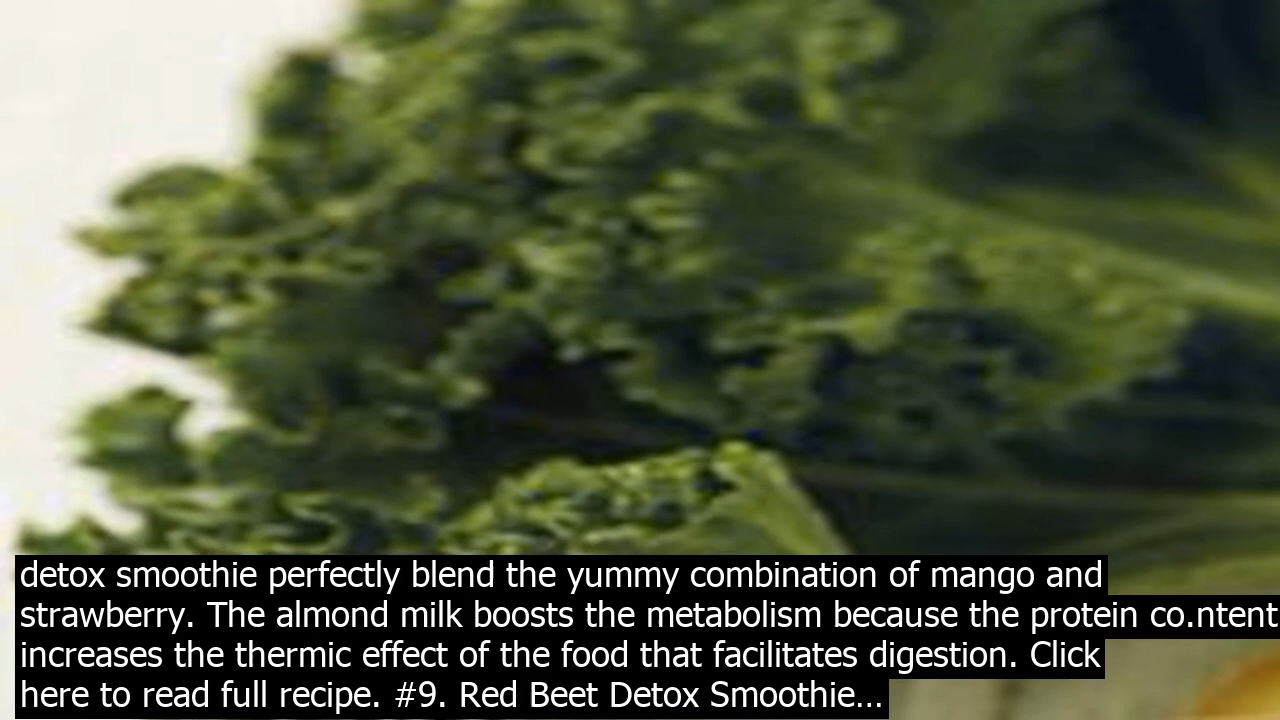 detox smoothie perfectly blend the yummy combination of mango and
strawberry. The almond milk boosts the metabolism because the protein co.ntent
increases the thermic effect of the food that facilitates digestion. Click
here to read full recipe. #9. Red Beet Detox Smoothie...